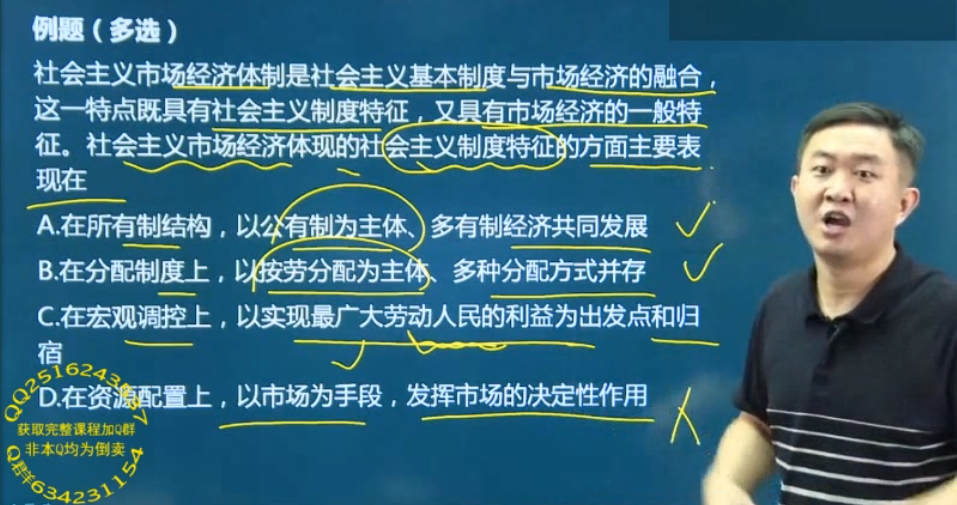 例题（多选）
社会主义市场经济体制是社会主义基本制度与市场经济的融合，
这一特点既具有社会主义制度特征，又具有市场经济的一般特
征。社会主义市场经济体现的社会主义制度特征的方面主要表
现在
A.在所有制结构，以公有制为主体、多有制经济共同发展
B.在分配制度上，以按劳分配为主体、多种分配方式并存
C.在宏观调控上，以实现最广大劳动人民的利益为出发点和归
宿
D.在资源配置上，以市场为手段，发挥市场的决定性作用
获取完整课程加Q群
非本Q均为倒卖
Q群634231154